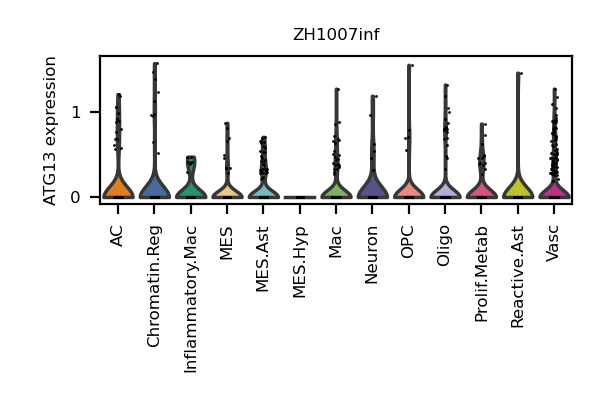 ZH1007inf
ATG13 expression
1
0
AC
Chromatin.Reg
Inflammatory.Mac
MES
MES.Ast
MES.Hyp
Mac
Neuron
OPC
Oligo
Prolif.Metab
Reactive.Ast
Vasc